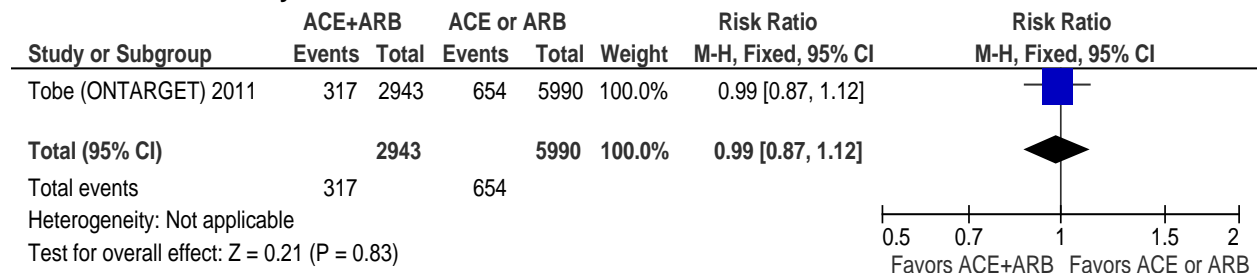 ACE+ARB ACE or ARB Risk Ratio Risk Ratio
Study or Subgroup Events Total Events Total Weight M-H, Fixed, 95% CI M-H, Fixed, 95% CI
Tobe (ONTARGET) 2011 317 2943 654 5990 100.0% 0.99 [0.87, 1.12]
Total (95% CI) 2943 5990 100.0% 0.99 [0.87, 1.12]
Total events 317 654
Heterogeneity: Not applicable
Test for overall effect: Z = 0.21 (P = 0.83)
0.5 0.7 1 1.5 2
Favors ACE+ARB Favors ACE or ARB